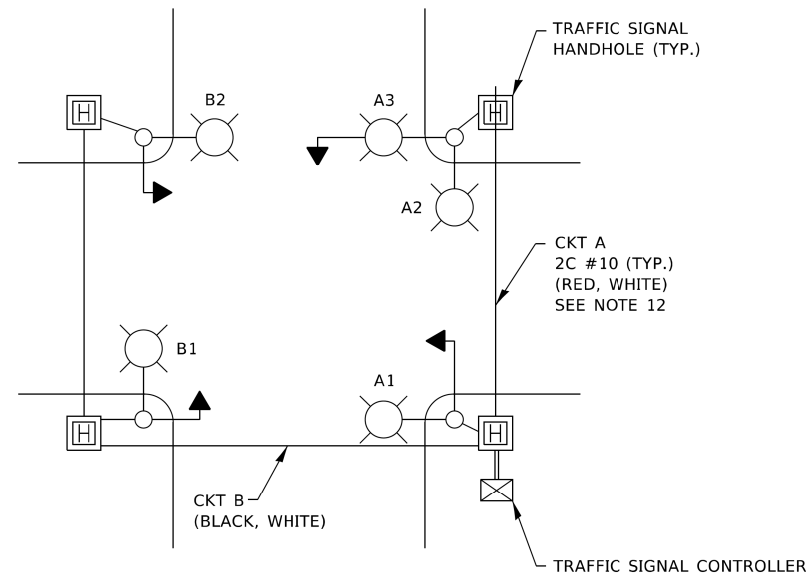 TRAFFIC SIGNAL
HANDHOLE (TYP.)
B2
A3
H
H
A2
CKT A
2C #10 (TYP.)
(RED, WHITE)
SEE NOTE 12
B1
A1
H
H
CKT B
(BLACK, WHITE)
TRAFFIC SIGNAL CONTROLLER